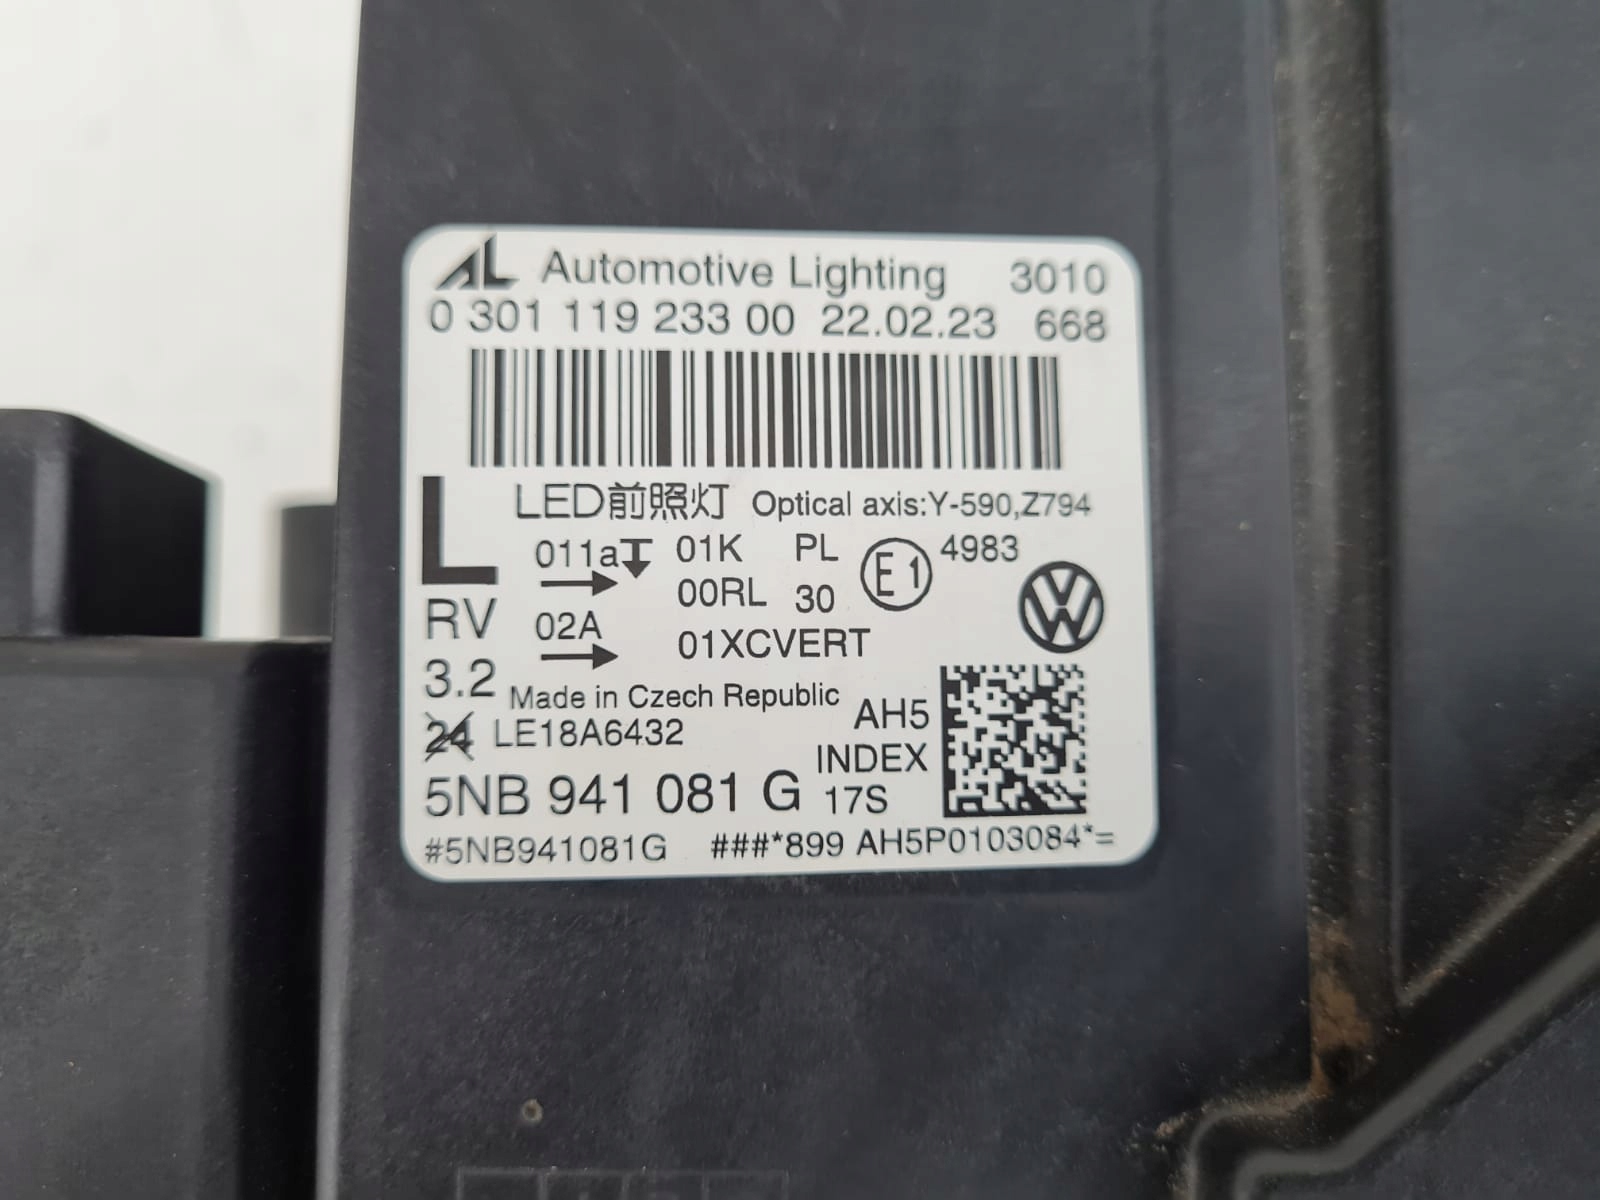 AL Automotive Lighting 3010
0 301 119 233 00 22.02.23 668
L LED前照灯 Optical axis:Y-590,Z794
011a 01K PL E1 4983
00RL 30
RV 02A 01XCVERT
3.2 Made in Czech Republic AH5
24 LE18A6432 INDEX
5NB 941 081 G 17S
#5NB941081G ###*899 AH5P0103084*=